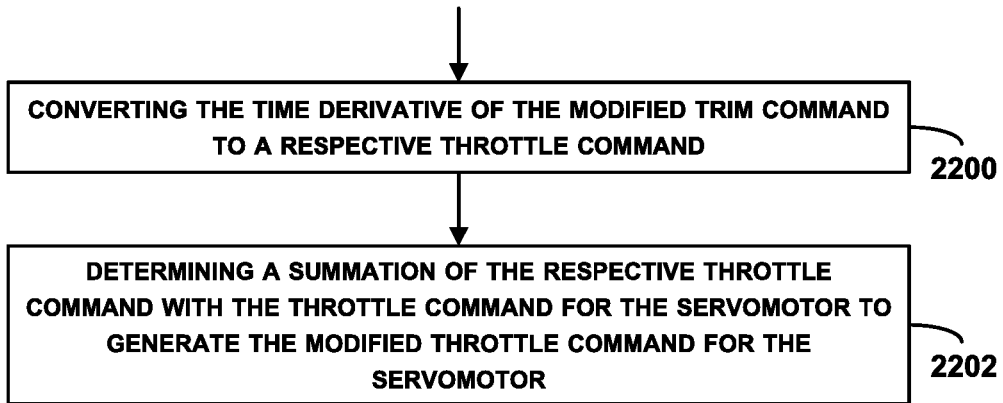 CONVERTING THE TIME DERIVATIVE OF THE MODIFIED TRIM COMMAND
TO A RESPECTIVE THROTTLE COMMAND
2200
DETERMINING A SUMMATION OF THE RESPECTIVE THROTTLE
COMMAND WITH THE THROTTLE COMMAND FOR THE SERVOMOTOR TO
GENERATE THE MODIFIED THROTTLE COMMAND FOR THE
SERVOMOTOR
2202